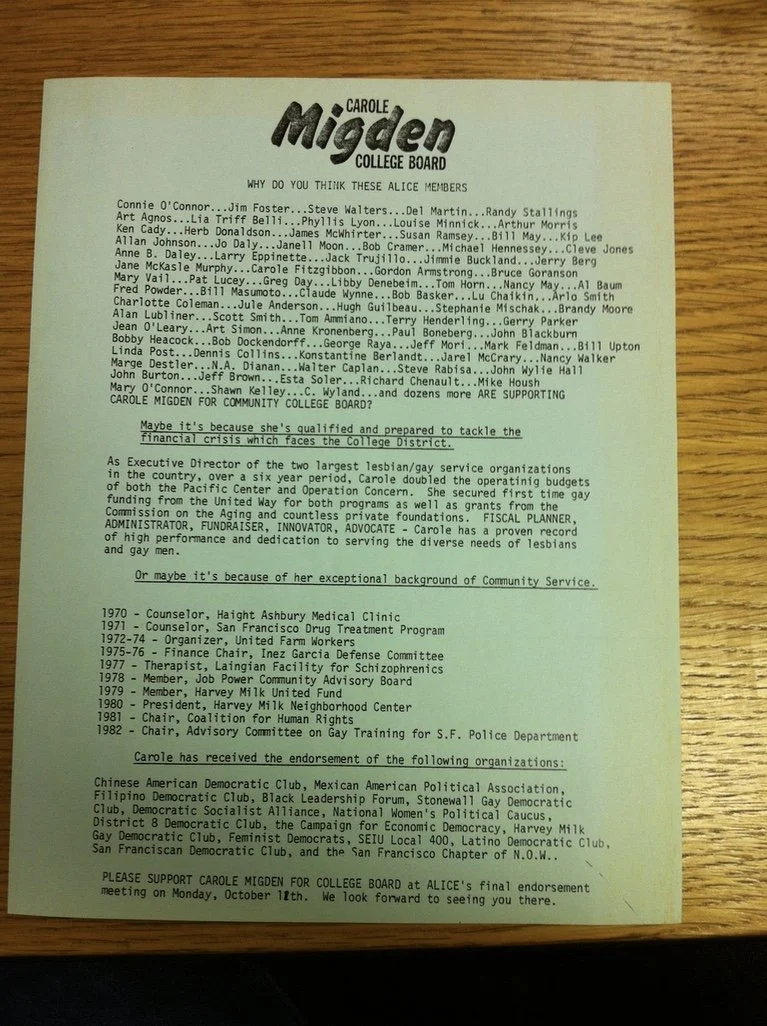 CAROLE
Migden
COLLEGE BOARD
WHY DO YOU THINK THESE ALICE MEMBERS
Connie O'Connor...Jim Foster...Steve Walters...Del Martin...Randy Stallings
Art Agnos...Lia Triff Belli...Phyllis Lyon...Louise Minnick...Arthur Morris
Ken Cady...Herb Donaldson...James McWhirter...Susan Ramsey...Bill May...Kip Lee
Allan Johnson...Jo Daly...Janell Moon...Bob Cramer...Michael Hennessey...Cleve Jones
Anne B. Daley...Larry Eppinette...Jack Trujillo...Jimmie Buckland...Jerry Berg
Jane McKasle Murphy...Carole Fitzgibbon...Gordon Armstrong...Bruce Goranson
Mary Vail...Pat Lucey...Greg Day...Libby Denebeim...Tom Horn...Nancy May...Al Baum
Fred Powder...Bill Masumoto...Claude Wynne...Bob Basker...Lu Chaikin...Arlo Smith
Charlotte Coleman...Jule Anderson...Hugh Guilbeau...Stephanie Mischak...Brandy Moore
Alan Lubliner...Scott Smith...Tom Ammiano...Terry Henderling...Gerry Parker
Jean O'Leary...Art Simon...Anne Kronenberg...Paul Boneberg...John Blackburn
Bobby Heacock...Bob Dockendorff...George Raya...Jeff Mori...Mark Feldman...Bill Upton
Linda Post...Dennis Collins...Konstantine Berlandt...Jarel McCrary...Nancy Walker
Marge Destler...N.A. Dianan...Walter Caplan...Steve Rabisa...John Wylie Hall
John Burton...Jeff Brown...Esta Soler...Richard Chenault...Mike Housh
Mary O'Connor...Shawn Kelley...C. Wyland...and dozens more ARE SUPPORTING
CAROLE MIGDEN FOR COMMUNITY COLLEGE BOARD?
Maybe it's because she's qualified and prepared to tackle the
financial crisis which faces the College District.
As Executive Director of the two largest lesbian/gay service organizations
in the country, over a six year period, Carole doubled the operatinig budgets
of both the Pacific Center and Operation Concern. She secured first time gay
funding from the United Way for both programs as well as grants from the
Commission on the Aging and countless private foundations. FISCAL PLANNER,
ADMINISTRATOR, FUNDRAISER, INNOVATOR, ADVOCATE - Carole has a proven record
of high performance and dedication to serving the diverse needs of lesbians
and gay men.
Or maybe it's because of her exceptional background of Community Service.
1970 - Counselor, Haight Ashbury Medical Clinic
1971 - Counselor, San Francisco Drug Treatment Program
1972-74 - Organizer, United Farm Workers
1975-76 - Finance Chair, Inez Garcia Defense Committee
1977 - Therapist, Laingian Facility for Schizophrenics
1978 - Member, Job Power Community Advisory Board
1979 - Member, Harvey Milk United Fund
1980 - President, Harvey Milk Neighborhood Center
1981 - Chair, Coalition for Human Rights
1982 - Chair, Advisory Committee on Gay Training for S.F. Police Department
Carole has received the endorsement of the following organizations:
Chinese American Democratic Club, Mexican American Political Association,
Filipino Democratic Club, Black Leadership Forum, Stonewall Gay Democratic
Club, Democratic Socialist Alliance, National Women's Political Caucus,
District 8 Democratic Club, the Campaign for Economic Democracy, Harvey Milk
Gay Democratic Club, Feminist Democrats, SEIU Local 400, Latino Democratic Club,
San Franciscan Democratic Club, and the San Francisco Chapter of N.O.W..
PLEASE SUPPORT CAROLE MIGDEN FOR COLLEGE BOARD at ALICE's final endorsement
meeting on Monday, October We look forward to seeing you there.